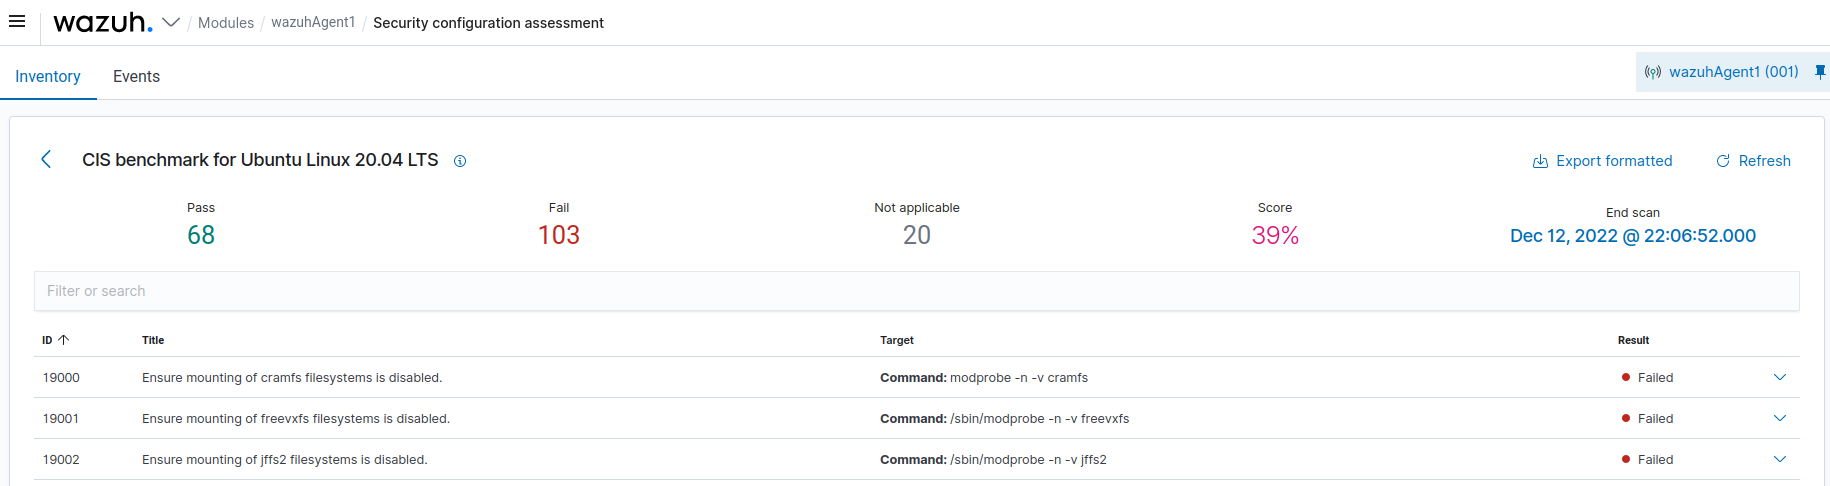 wazuh. / Modules / wazuhAgent1 / Security configuration assessment
Inventory Events wazuhAgent1 (001)
CIS benchmark for Ubuntu Linux 20.04 LTS Export formatted Refresh
Pass Fail Not applicable Score End scan
68 103 20 39% Dec 12, 2022 @ 22:06:52.000
Filter or search
ID Title Target Result
19000 Ensure mounting of cramfs filesystems is disabled. Command: modprobe -n -v cramfs Failed
19001 Ensure mounting of freevxfs filesystems is disabled. Command: /sbin/modprobe -n -v freevxfs Failed
19002 Ensure mounting of jffs2 filesystems is disabled. Command: /sbin/modprobe -n -v jffs2 Failed